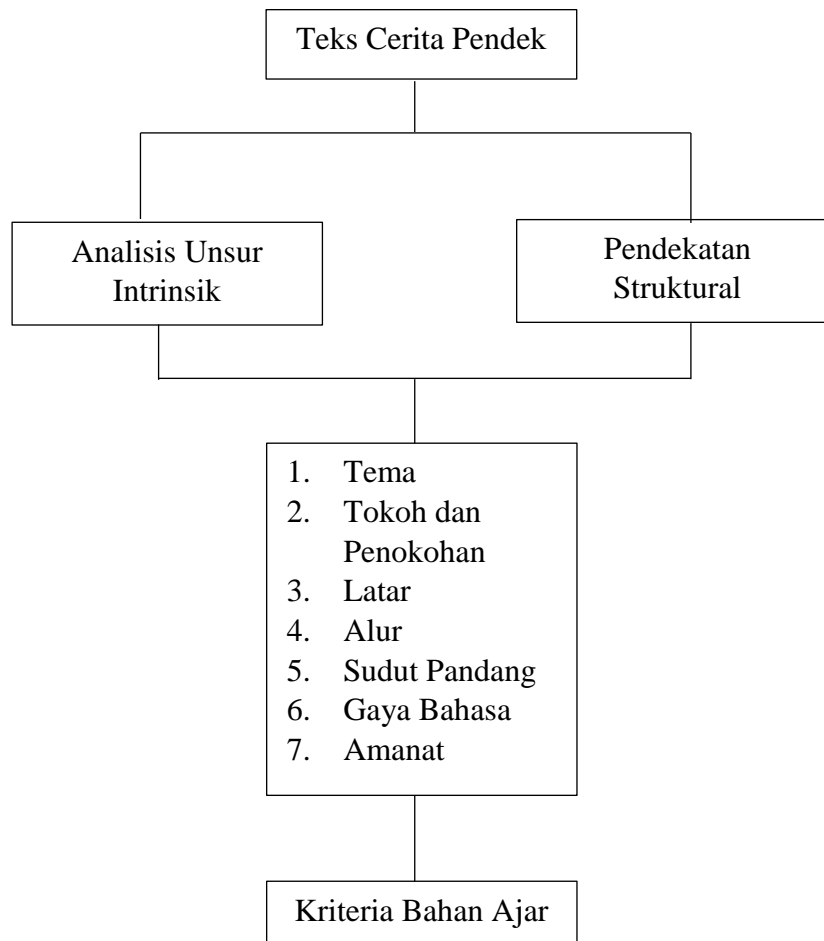 Teks Cerita Pendek
Analisis Unsur
Intrinsik
Pendekatan
Struktural
1. Tema
2. Tokoh dan
Penokohan
3. Latar
4. Alur
5. Sudut Pandang
6. Gaya Bahasa
7. Amanat
Kriteria Bahan Ajar